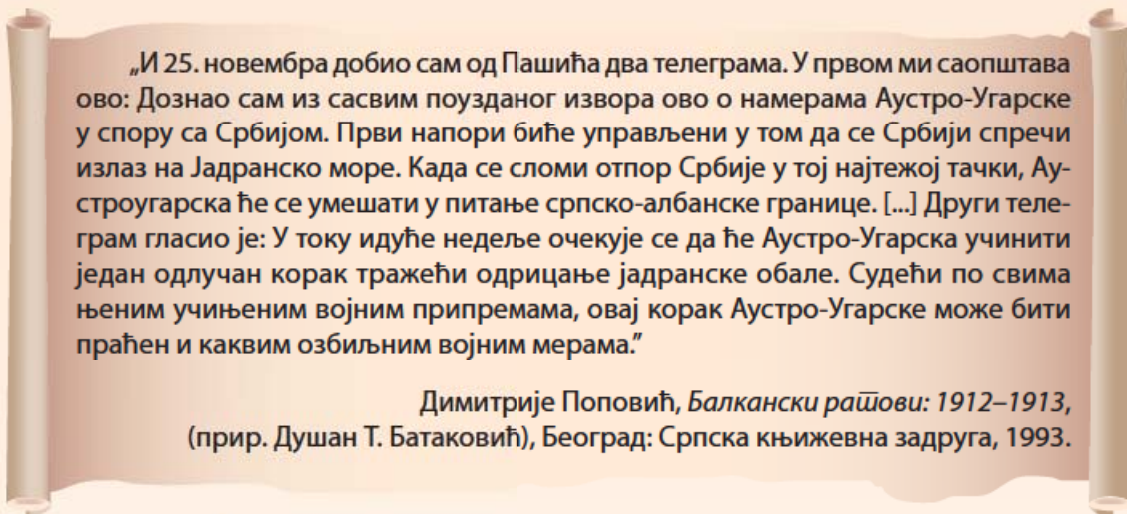 „И 25. новембра добио сам од Пашића два телеграма. У првом ми саопштава
ово: Дознао сам из сасвим поузданог извора ово о намерама Аустро-Угарске
у спору са Србијом. Први напори биће управљени у том да се Србији спречи
излаз на Јадранско море. Када се сломи отпор Србије у тој најтежој тачки, Ау-
строугарска ће се умешати у питање српско-албанске границе. [...] Други теле-
грам гласио је: У току идуће недеље очекује се да ће Аустро-Угарска учинити
један одлучан корак тражећи одрицање јадранске обале. Судећи по свима
њеним учињеним војним припремама, овај корак Аустро-Угарске може бити
праћен и каквим озбиљним војним мерама.”
Димитрије Поповић, Балкански ратови: 1912–1913,
(прир. Душан Т. Батаковић), Београд: Српска књижевна задруга, 1993.